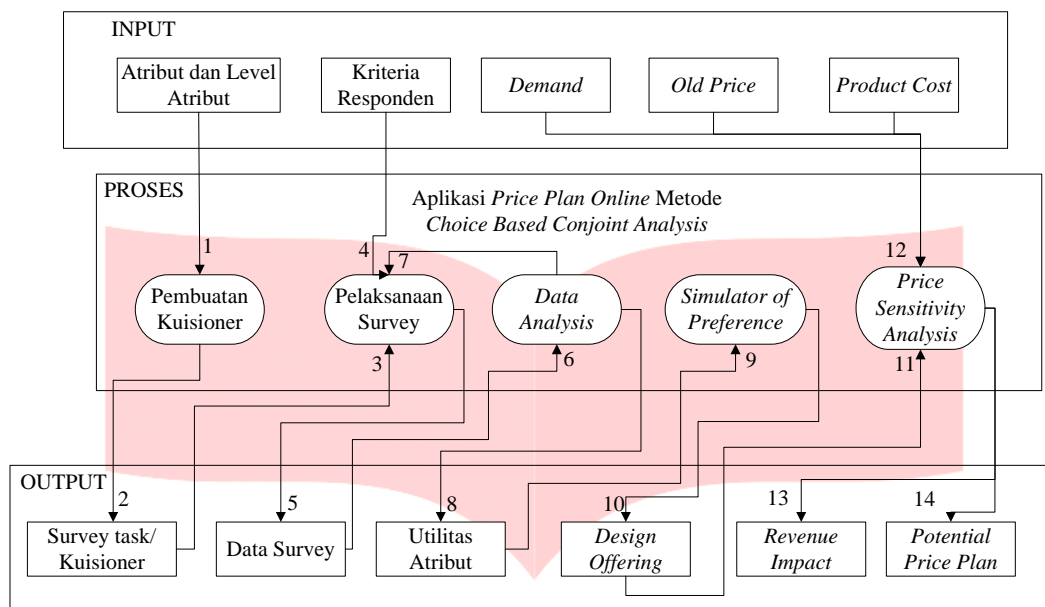 INPUT
Atribut dan Level
Atribut
Kriteria
Responden
Demand
Old Price
Product Cost
PROSES
Aplikasi Price Plan Online Metode
Choice Based Conjoint Analysis
1
4
7
12
Pembuatan
Kuisioner
Pelaksanaan
Survey
Data
Analysis
Simulator of
Preference
Price
Sensitivity
Analysis
3
6
9
11
OUTPUT
2
5
8
10
13
14
Survey task/
Kuisioner
Data Survey
Utilitas
Atribut
Design
Offering
Revenue
Impact
Potential
Price Plan